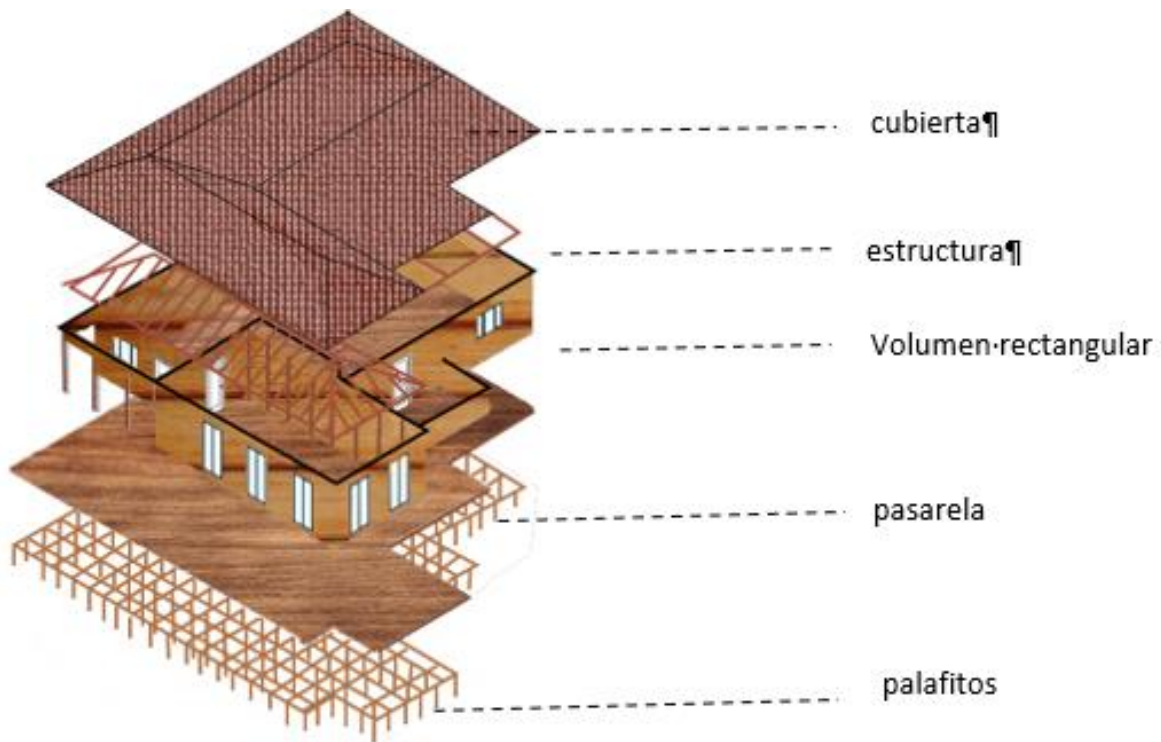 cubierta¶
estructura¶
Volumen·rectangular
pasarela
palafitos